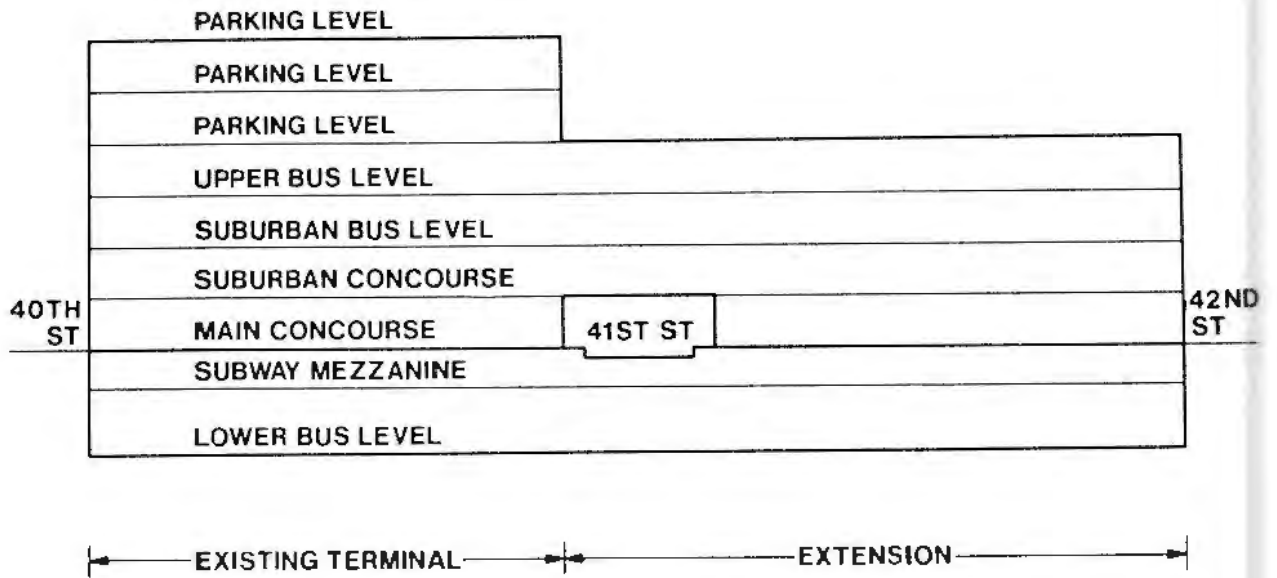 PARKING LEVEL
PARKING LEVEL
PARKING LEVEL
UPPER BUS LEVEL
SUBURBAN BUS LEVEL
SUBURBAN CONCOURSE
40TH
ST
MAIN CONCOURSE
41ST ST
42ND
ST
SUBWAY MEZZANINE
LOWER BUS LEVEL
EXISTING TERMINAL
EXTENSION